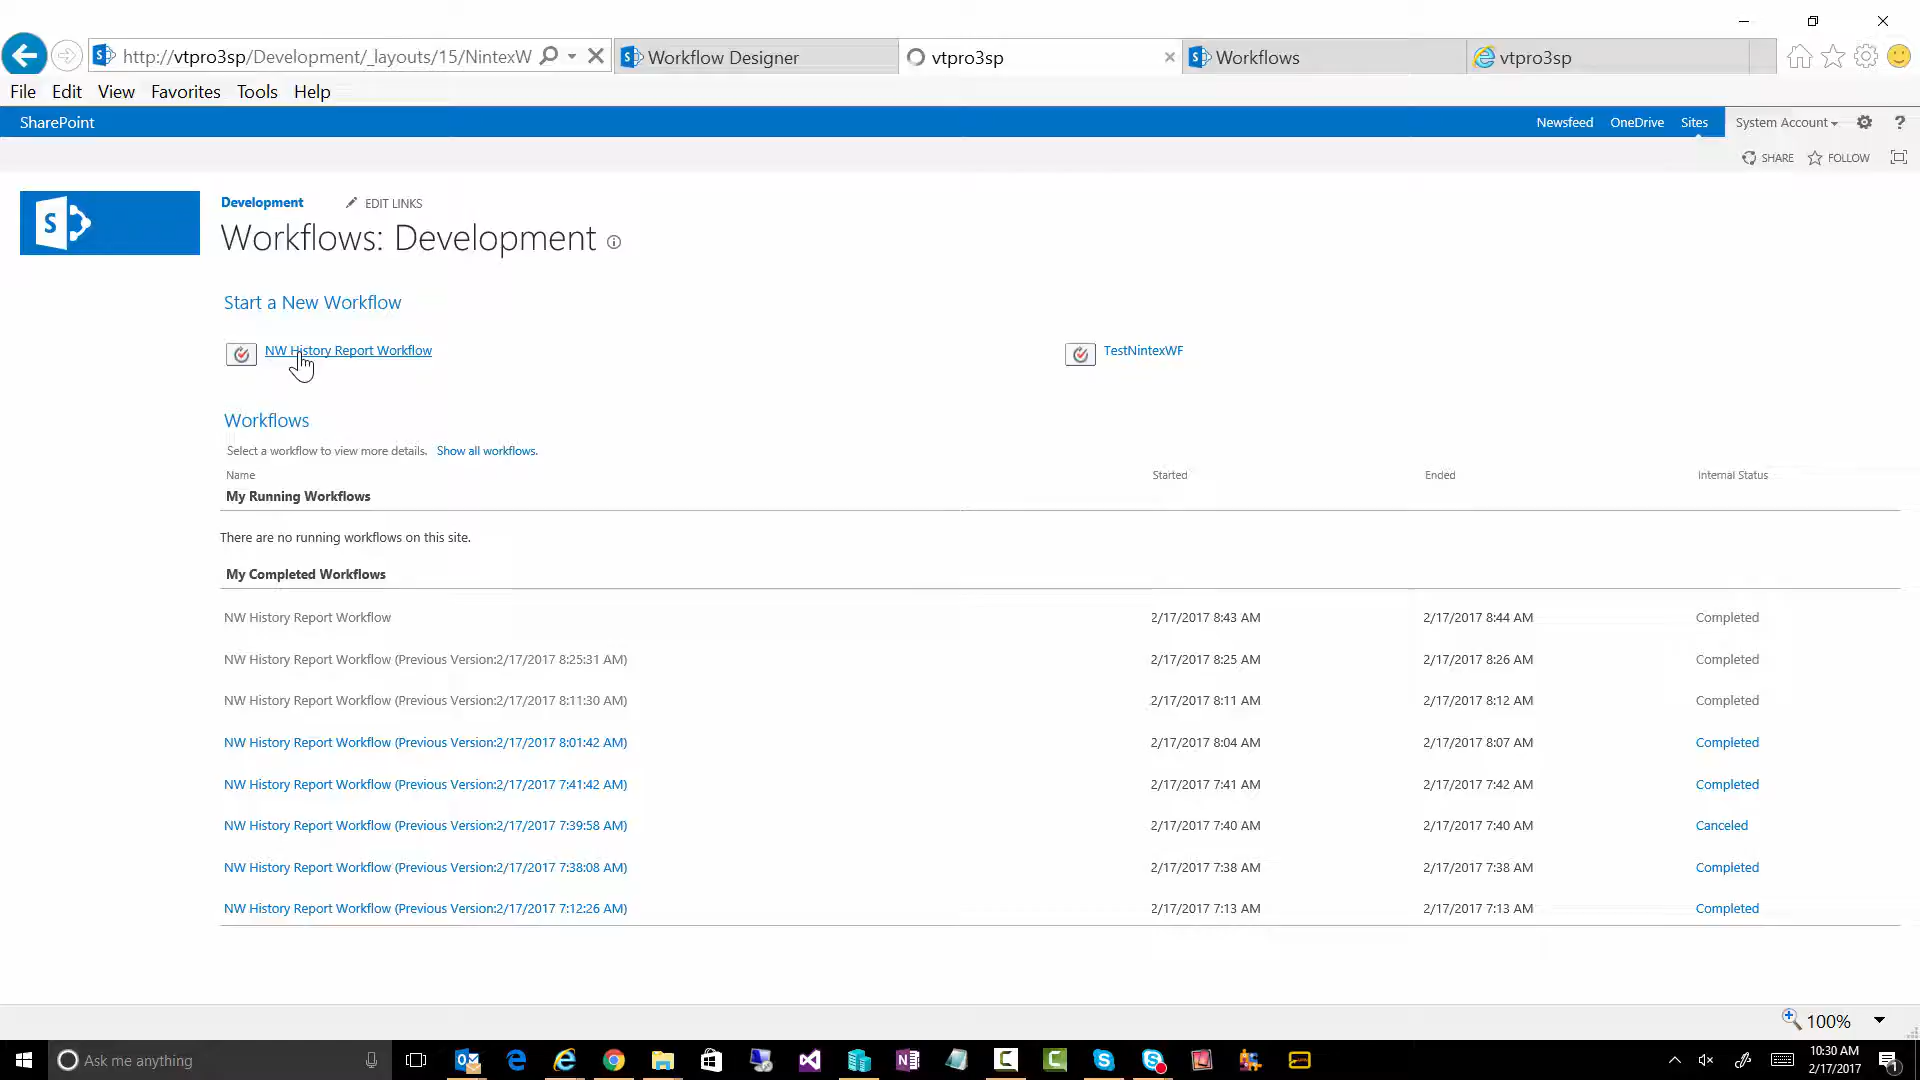 http://vtpro3sp/Development/_layouts/15/NintexW
Workflow Designer
vtpro3sp
Workflows
vtpro3sp
File Edit View Favorites Tools Help
SharePoint
Newsfeed OneDrive Sites System Account ?
SHARE FOLLOW
S
Development EDIT LINKS
Workflows: Development
Start a New Workflow
NW History Report Workflow
TestNintexWF
Workflows
Select a workflow to view more details. Show all workflows.
Name Started Ended Internal Status
My Running Workflows
There are no running workflows on this site.
My Completed Workflows
NW History Report Workflow 2/17/2017 8:43 AM 2/17/2017 8:44 AM Completed
NW History Report Workflow (Previous Version:2/17/2017 8:25:31 AM) 2/17/2017 8:25 AM 2/17/2017 8:26 AM Completed
NW History Report Workflow (Previous Version:2/17/2017 8:11:30 AM) 2/17/2017 8:11 AM 2/17/2017 8:12 AM Completed
NW History Report Workflow (Previous Version:2/17/2017 8:01:42 AM) 2/17/2017 8:04 AM 2/17/2017 8:07 AM Completed
NW History Report Workflow (Previous Version:2/17/2017 7:41:42 AM) 2/17/2017 7:41 AM 2/17/2017 7:42 AM Completed
NW History Report Workflow (Previous Version:2/17/2017 7:39:58 AM) 2/17/2017 7:40 AM 2/17/2017 7:40 AM Canceled
NW History Report Workflow (Previous Version:2/17/2017 7:38:08 AM) 2/17/2017 7:38 AM 2/17/2017 7:38 AM Completed
NW History Report Workflow (Previous Version:2/17/2017 7:12:26 AM) 2/17/2017 7:13 AM 2/17/2017 7:13 AM Completed
100%
Ask me anything
10:30 AM
2/17/2017